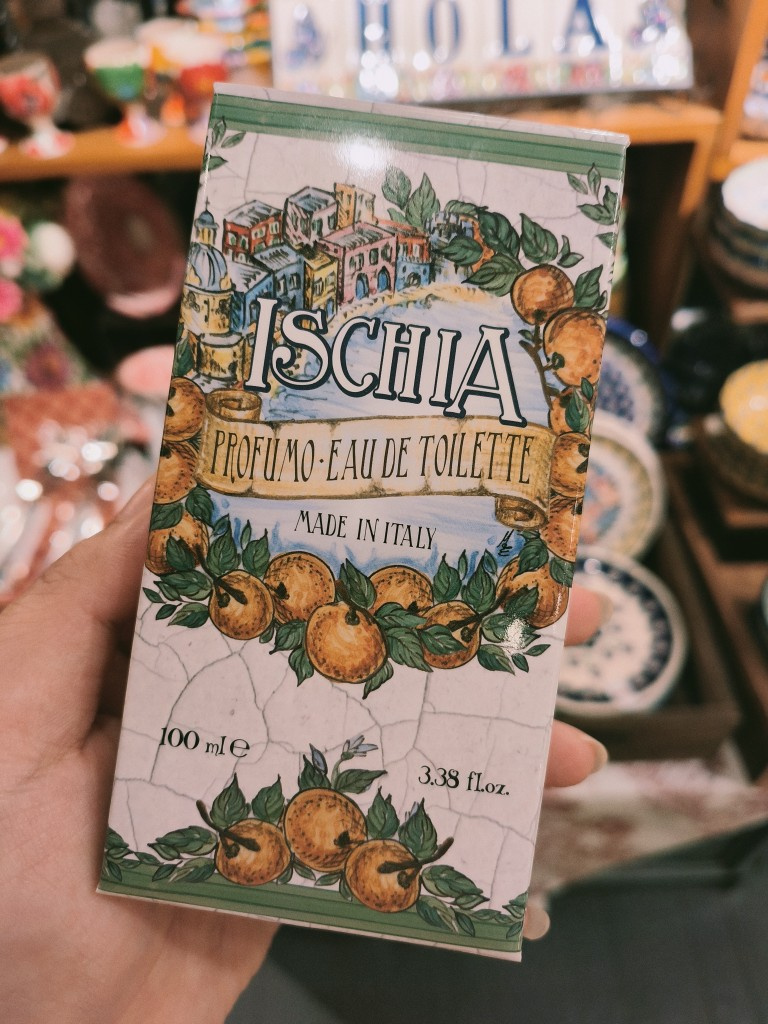 HOLA
ISCHIA
PROFUMO·EAU DE TOILETTE
MADE IN ITALY
100 ml ℮
3.38 fl.oz.